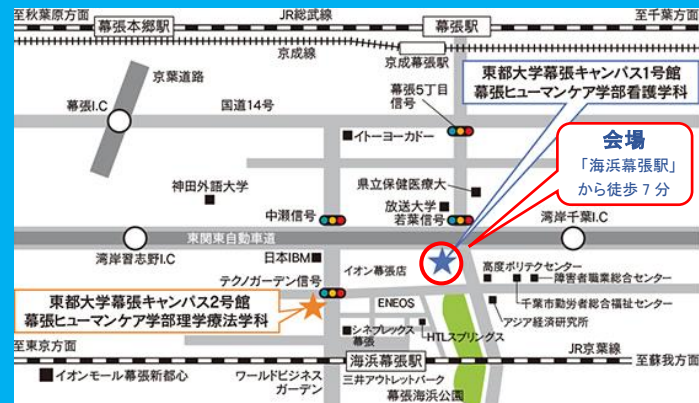 至秋葉原方面
幕張本郷駅
JR総武線
幕張駅
至千葉方面
京成線
京成幕張駅
東都大学幕張キャンパス1号館
幕張ヒューマンケア学部看護学科
京葉道路
幕張I.C
国道14号
幕張5丁目
信号
イトーヨーカドー
会場
「海浜幕張駅」
から徒歩7分
神田外語大学
県立保健医療大
放送大学
中瀬信号
若葉信号
湾岸千葉I.C
東関東自動車道
湾岸習志野I.C
日本IBM
イオン幕張店
高度ポリテクセンター
障害者職業総合センター
テクノガーデン信号
千葉市勤労者総合福祉センター
東都大学幕張キャンパス2号館
幕張ヒューマンケア学部理学療法学科
ENEOS
アジア経済研究所
シネプレックス
幕張
HTLスプリングス
至東京方面
海浜幕張駅
JR京葉線
至蘇我方面
イオンモール幕張新都心
ワールドビジネス
ガーデン
三井アウトレットパーク
幕張海浜公園